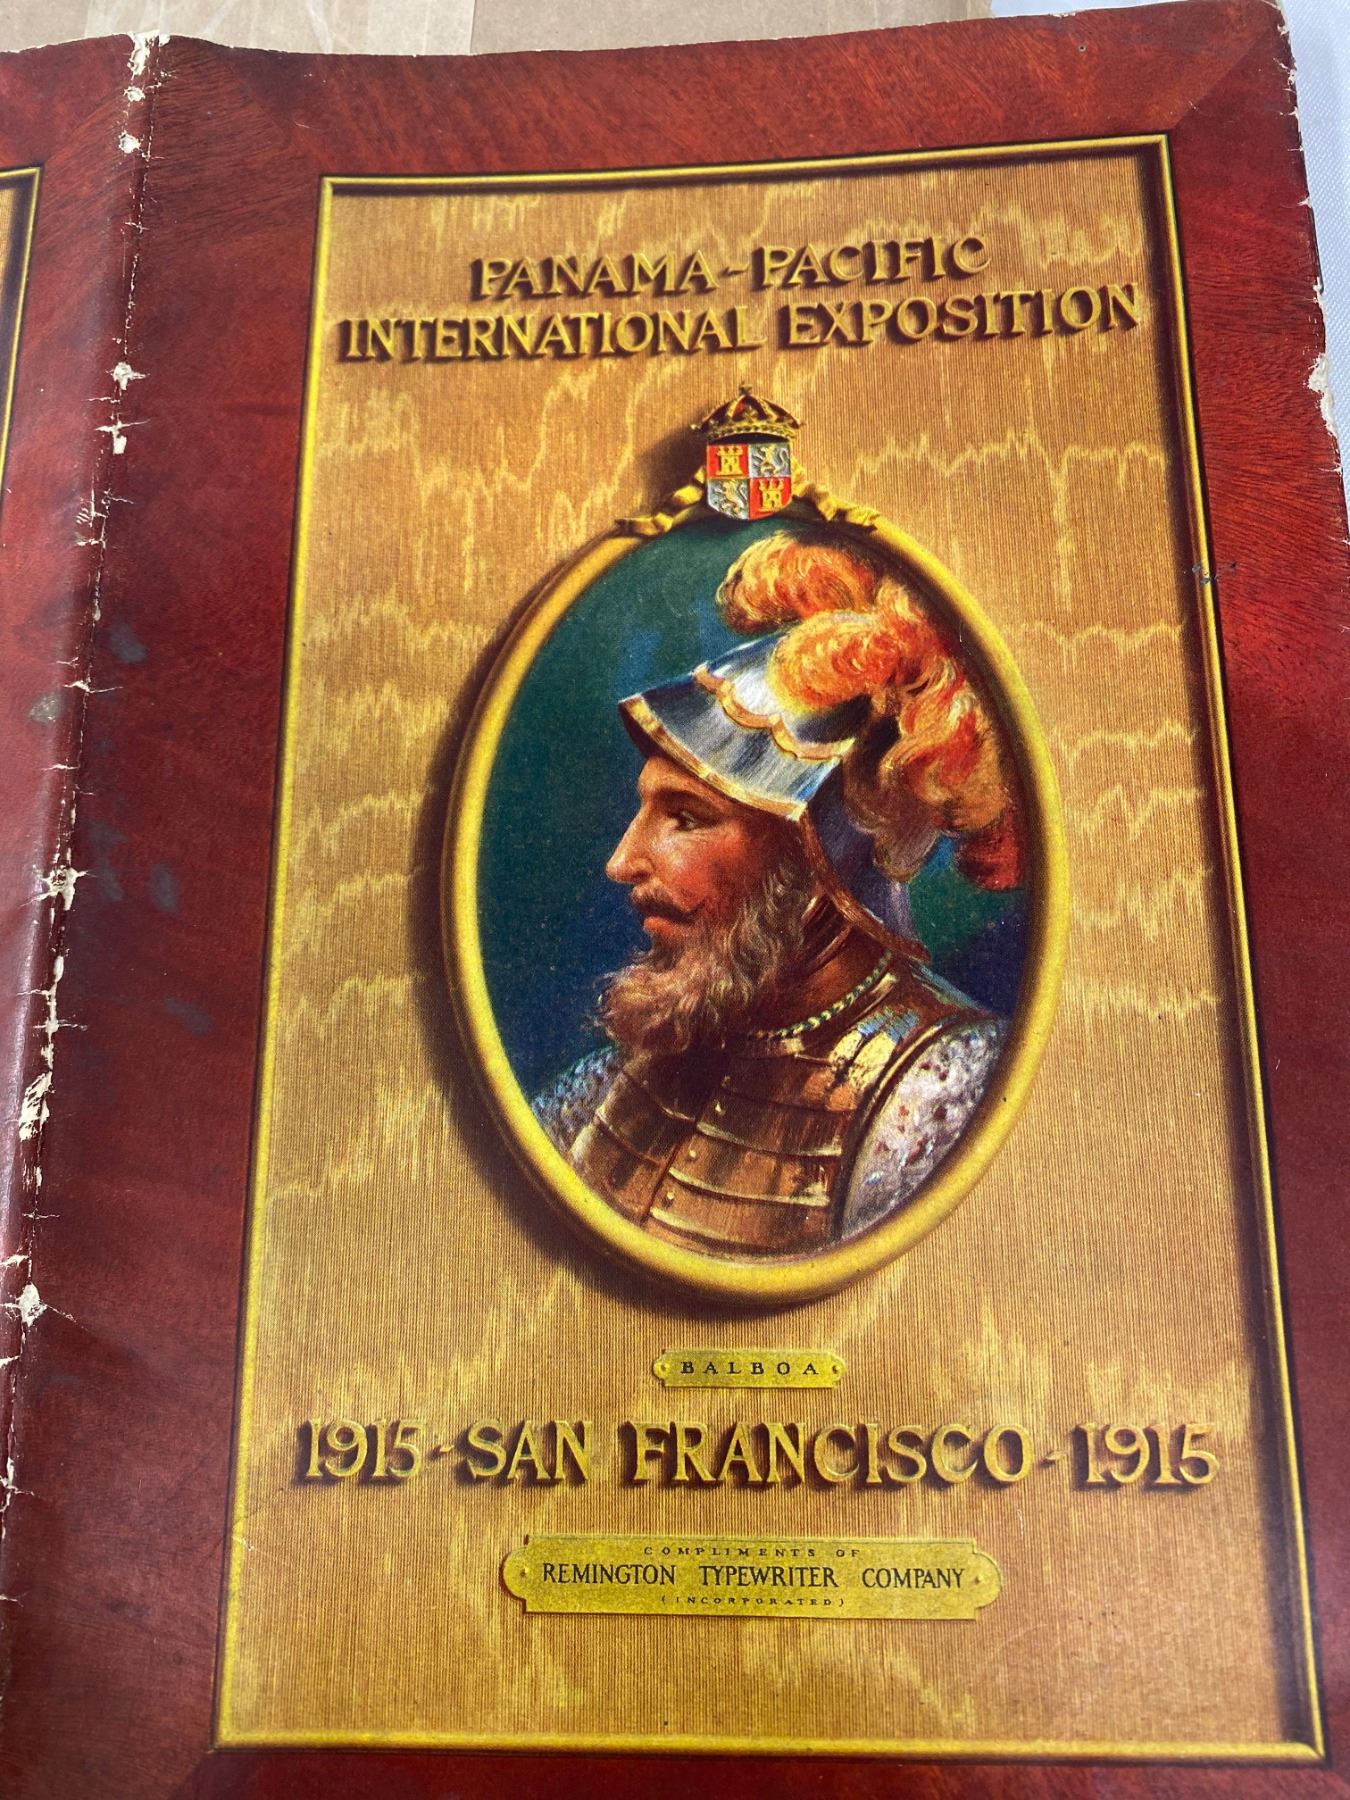 PANAMA-PACIFIC
INTERNATIONAL EXPOSITION
BALBOA
1915-SAN FRANCISCO-1915
COMPLIMENTS OF
REMINGTON TYPEWRITER COMPANY
(INCORPORATED)